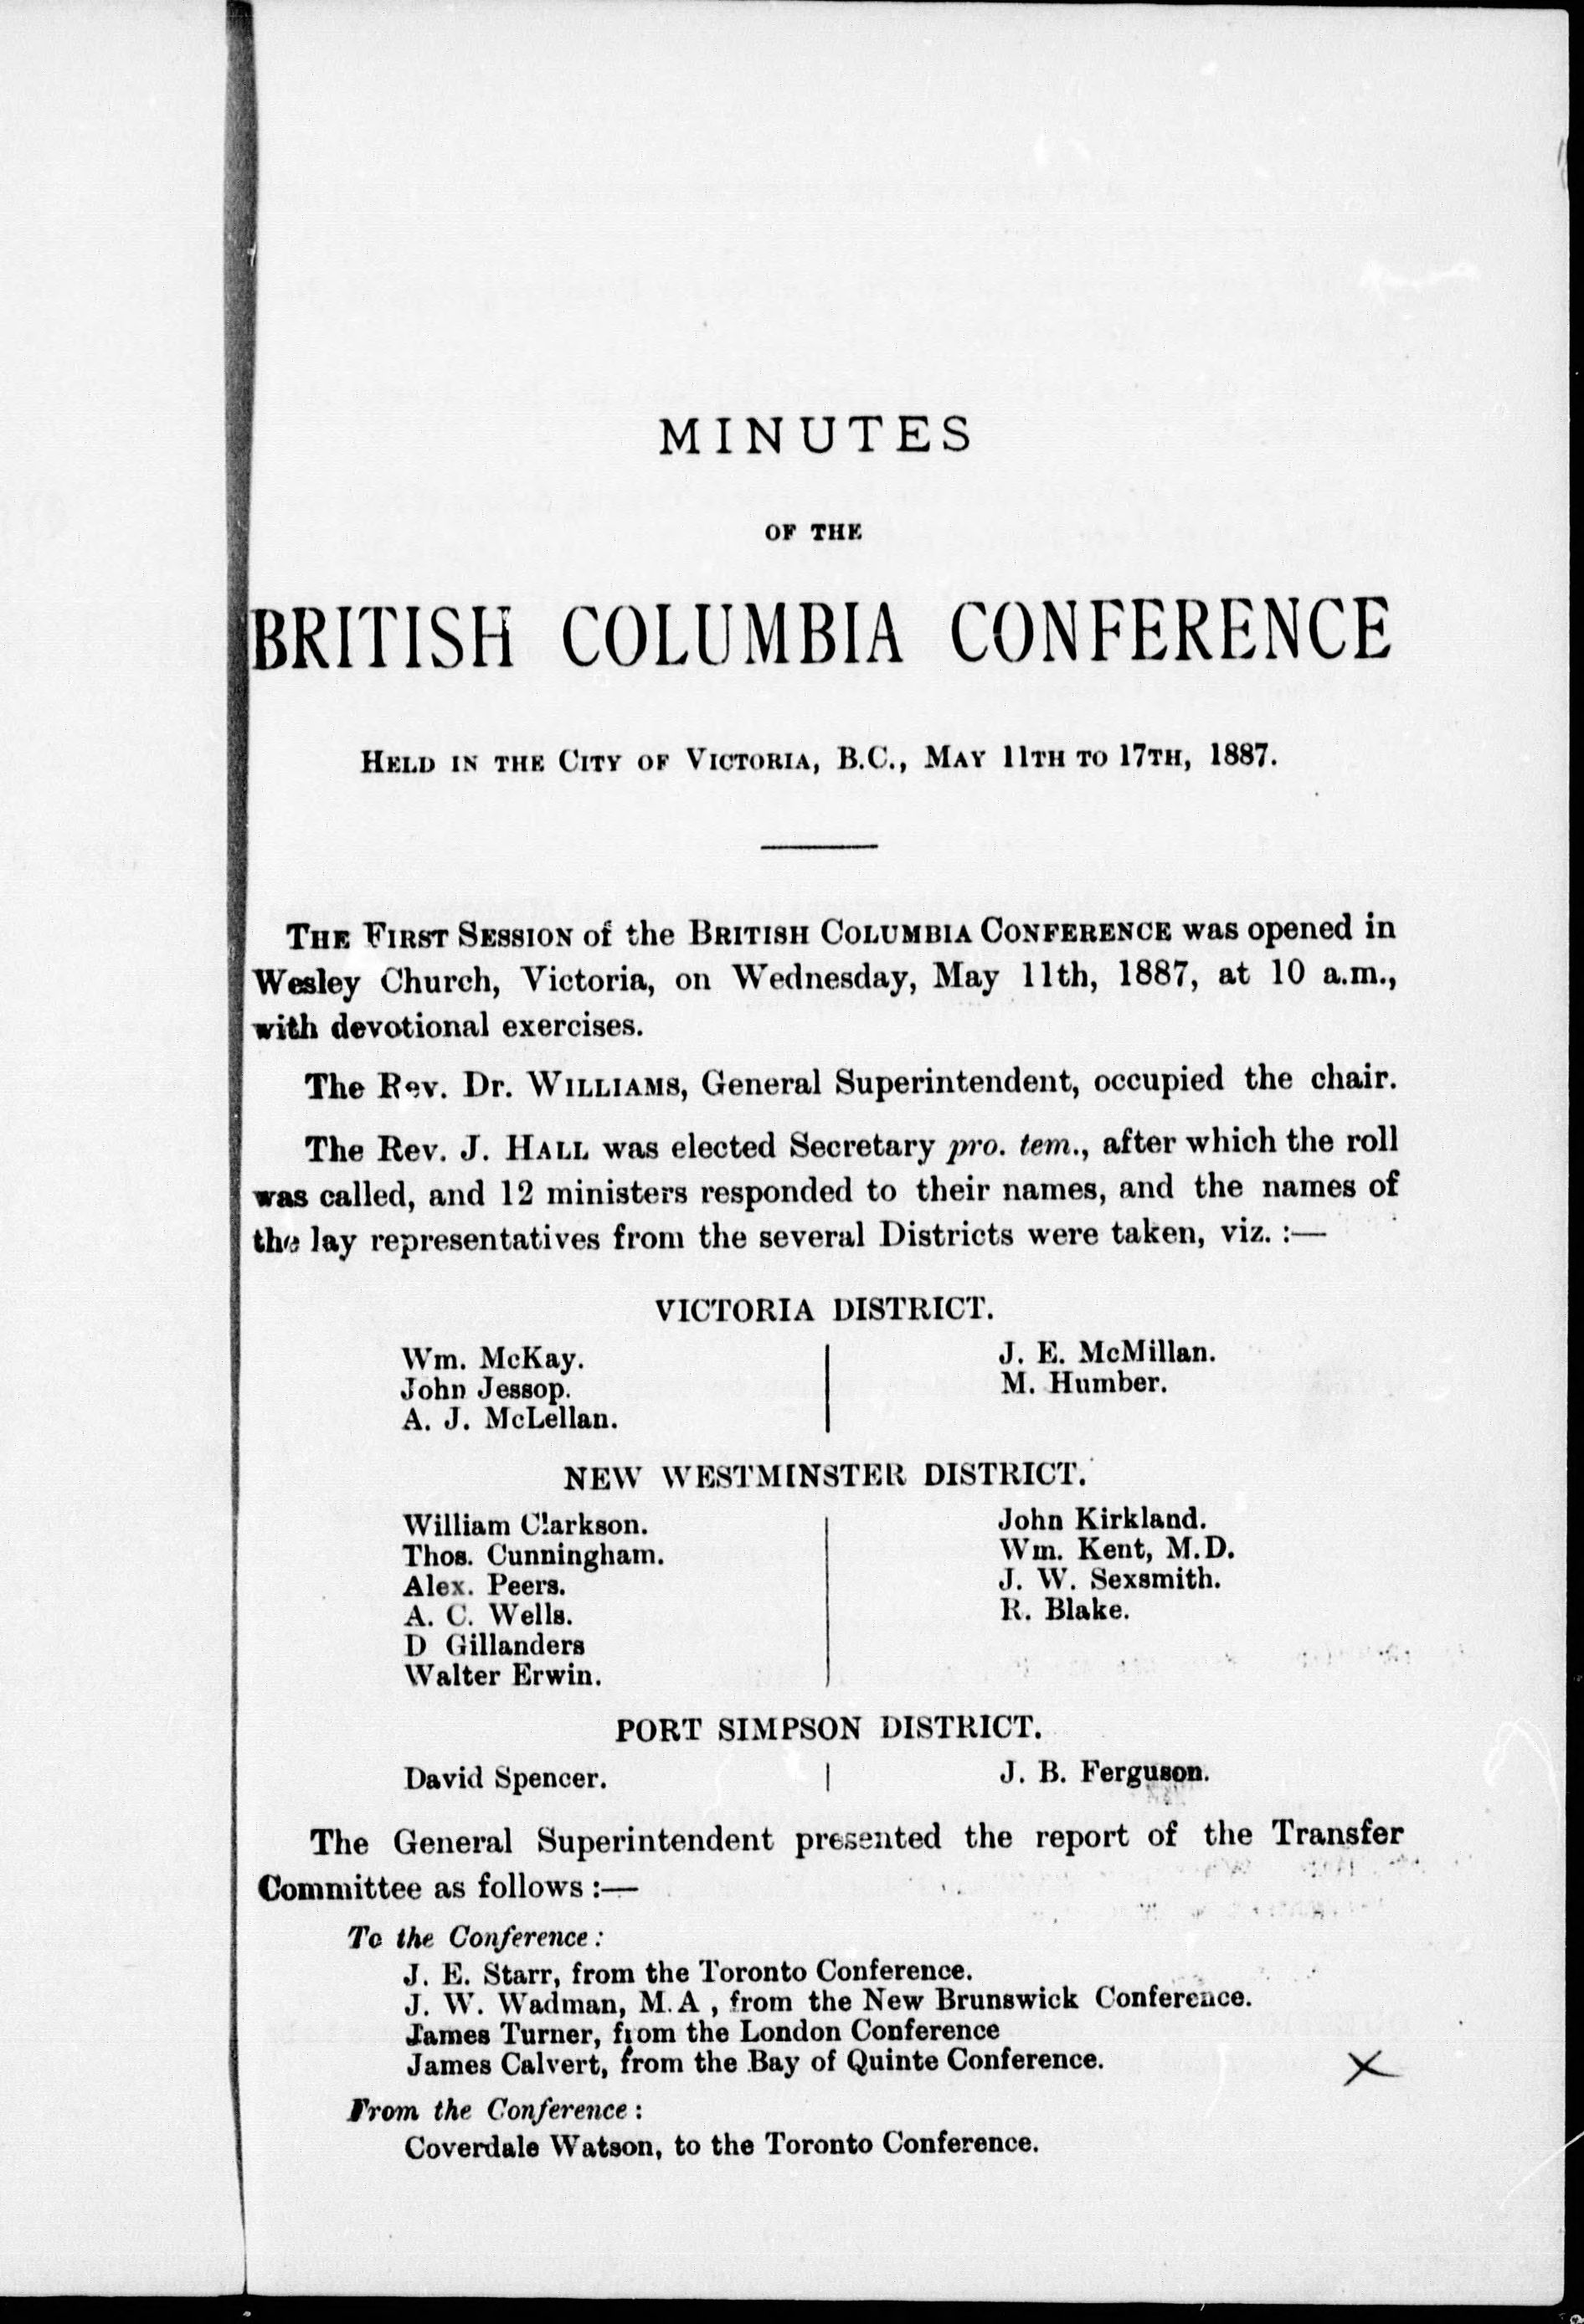 MINUTES
OF THE
BRITISH COLUMBIA CONFERENCE
HELD IN THE CITY OF VICTORIA, B.C., MAY 11TH TO 17TH, 1887.
THE FIRST SESSION of the BRITISH COLUMBIA CONFERENCE was opened in
Wesley Church, Victoria, on Wednesday, May 11th, 1887, at 10 a.m.,
with devotional exercises.
The Rev. Dr. WILLIAMS, General Superintendent, occupied the chair.
The Rev. J. HALL was elected Secretary pro. tem., after which the roll
was called, and 12 ministers responded to their names, and the names of
the lay representatives from the several Districts were taken, viz. :—
VICTORIA DISTRICT.
Wm. McKay.
John Jessop.
A. J. McLellan.
J. E. McMillan.
M. Humber.
NEW WESTMINSTER DISTRICT.
William Clarkson.
Thos. Cunningham.
Alex. Peers.
A. C. Wells.
D Gillanders
Walter Erwin.
John Kirkland.
Wm. Kent, M.D.
J. W. Sexsmith.
R. Blake.
PORT SIMPSON DISTRICT.
David Spencer.
J. B. Ferguson.
The General Superintendent presented the report of the Transfer
Committee as follows :—
To the Conference :
J. E. Starr, from the Toronto Conference.
J. W. Wadman, M.A , from the New Brunswick Conference.
James Turner, from the London Conference
James Calvert, from the Bay of Quinte Conference.
From the Conference :
Coverdale Watson, to the Toronto Conference.